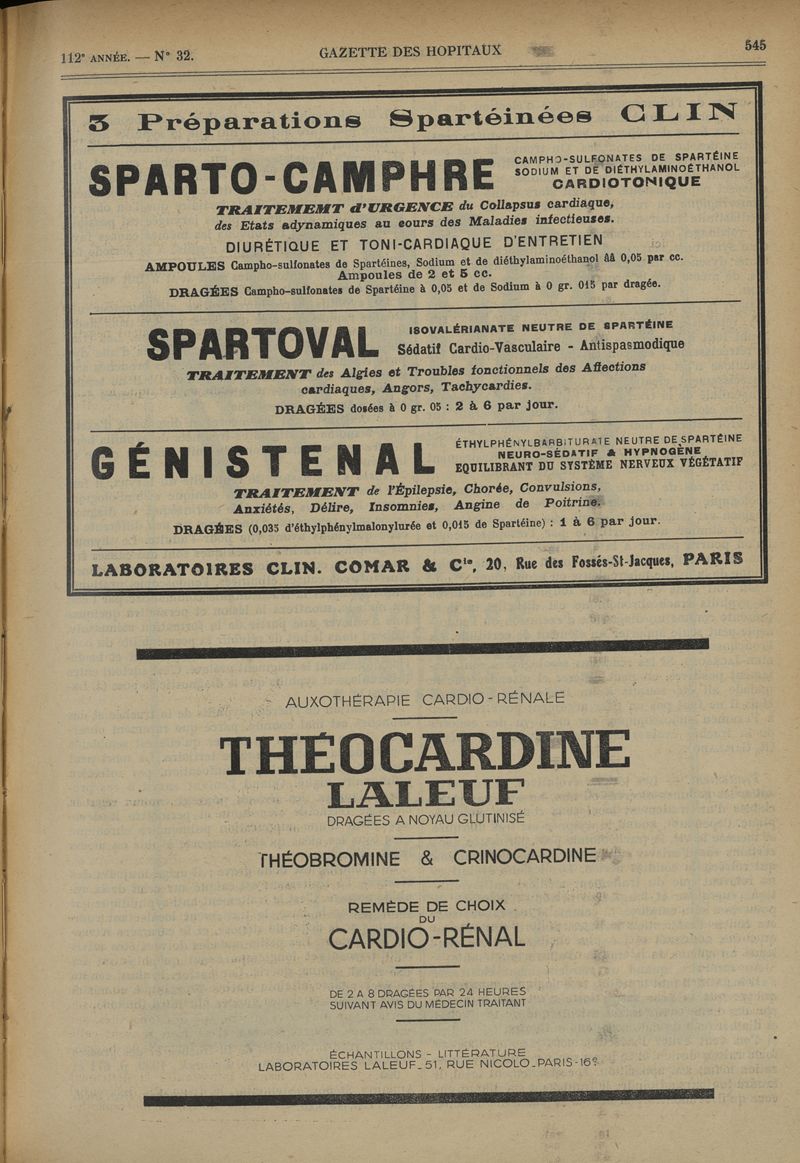 112e ANNÉE. — N° 32.
GAZETTE DES HOPITAUX
545
3 Préparations Spartéinées CLIN
SPARTO-CAMPHRE
CAMPHO-SULFONATES DE SPARTÉINE
SODIUM ET DE DIÉTHYLAMINOÉTHANOL
CARDIOTONIQUE
TRAITEMEMT d'URGENCE du Collapsus cardiaque,
des Etats adynamiques au cours des Maladies infectieuses.
DIURÉTIQUE ET TONI-CARDIAQUE D'ENTRETIEN
AMPOULES Campho-sulfonates de Spartéines, Sodium et de diéthylaminoéthanol ââ 0,05 par cc.
Ampoules de 2 et 5 cc.
DRAGÉES Campho-sulfonates de Spartéine à 0,05 et de Sodium à 0 gr. 015 par dragée.
SPARTOVAL
ISOVALÉRIANATE NEUTRE DE SPARTÉINE
Sédatif Cardio-Vasculaire - Antispasmodique
TRAITEMENT des Algies et Troubles fonctionnels des Affections
cardiaques, Angors, Tachycardies.
DRAGÉES dosées à 0 gr. 05 : 2 à 6 par jour.
GÉNISTENAL
ÉTHYLPHÉNYLBARBITURATE NEUTRE DE SPARTÉINE
NEURO-SÉDATIF & HYPNOGÈNE
EQUILIBRANT DU SYSTÈME NERVEUX VÉGÉTATIF
TRAITEMENT de l'Épilepsie, Chorée, Convulsions,
Anxiétés, Délire, Insomnies, Angine de Poitrine.
DRAGÉES (0,035 d'éthylphénylmalonylurée et 0,015 de Spartéine) : 1 à 6 par jour.
LABORATOIRES CLIN. COMAR & Cie, 20, Rue des Fossés-St-Jacques, PARIS
AUXOTHÉRAPIE CARDIO-RÉNALE
THÉOCARDINE
LALEUF
DRAGÉES A NOYAU GLUTINISÉ
THÉOBROMINE & CRINOCARDINE
REMÈDE DE CHOIX
DU
CARDIO-RÉNAL
DE 2 A 8 DRAGÉES PAR 24 HEURES
SUIVANT AVIS DU MÉDECIN TRAITANT
ÉCHANTILLONS - LITTÉRATURE
LABORATOIRES LALEUF_51, RUE NICOLO_PARIS-16e